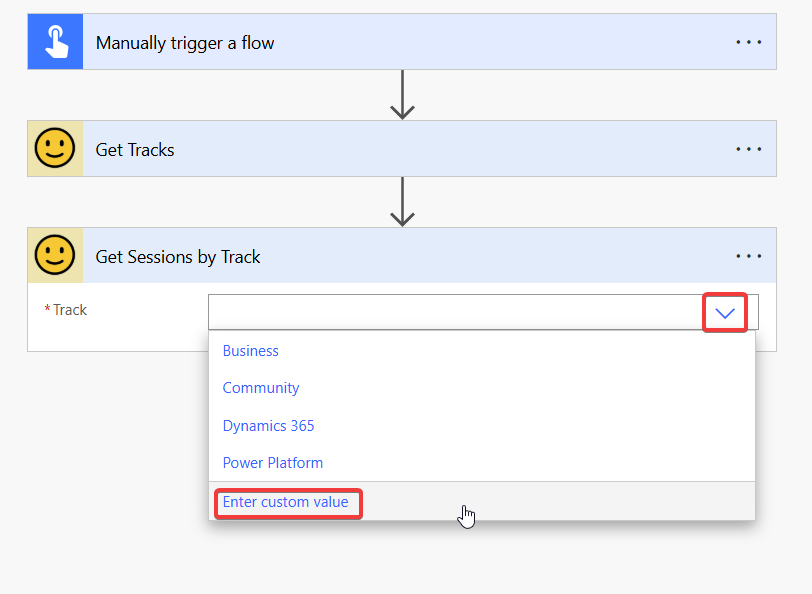 Manually trigger a flow
Get Tracks
Get Sessions by Track
* Track
Business
Community
Dynamics 365
Power Platform
Enter custom value